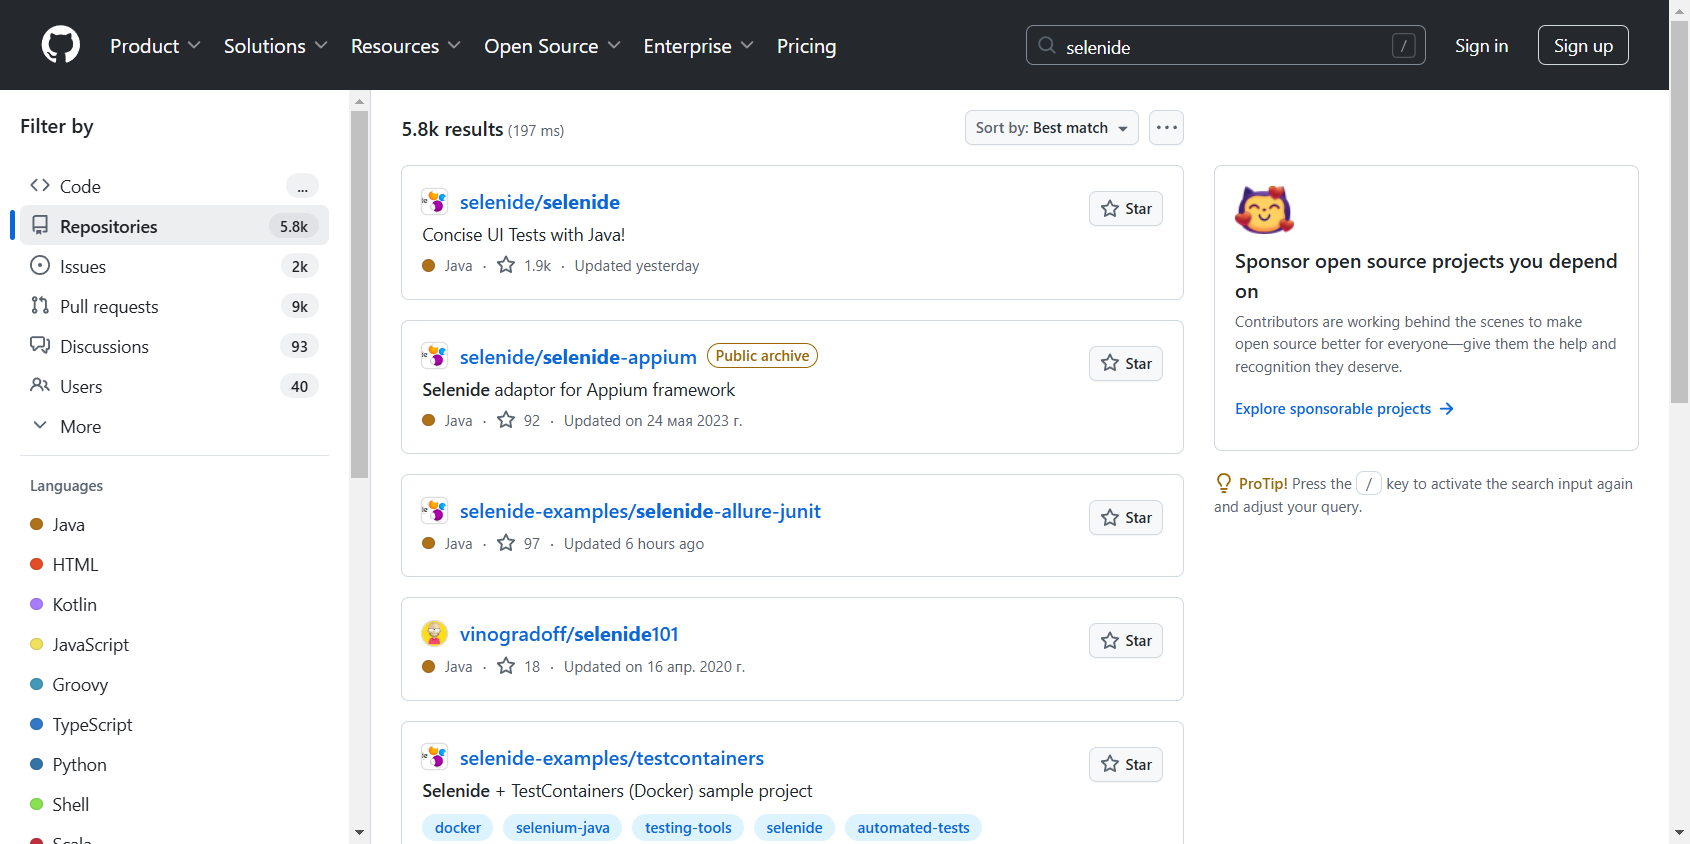 Product
Solutions
Resources
Open Source
Enterprise
Pricing
selenide
/
Sign in
Sign up
Filter by
Code
...
Repositories
5.8k
Issues
2k
Pull requests
9k
Discussions
93
Users
40
More
Languages
Java
HTML
Kotlin
JavaScript
Groovy
TypeScript
Python
Shell
Scala
5.8k results (197 ms)
Sort by: Best match
selenide/selenide
Star
Concise UI Tests with Java!
Java · 1.9k · Updated yesterday
selenide/selenide-appium
Public archive
Star
Selenide adaptor for Appium framework
Java · 92 · Updated on 24 мая 2023 г.
selenide-examples/selenide-allure-junit
Star
Java · 97 · Updated 6 hours ago
vinogradoff/selenide101
Star
Java · 18 · Updated on 16 апр. 2020 г.
selenide-examples/testcontainers
Star
Selenide + TestContainers (Docker) sample project
docker
selenium-java
testing-tools
selenide
automated-tests
Sponsor open source projects you depend
on
Contributors are working behind the scenes to make
open source better for everyone—give them the help and
recognition they deserve.
Explore sponsorable projects
ProTip! Press the / key to activate the search input again
and adjust your query.